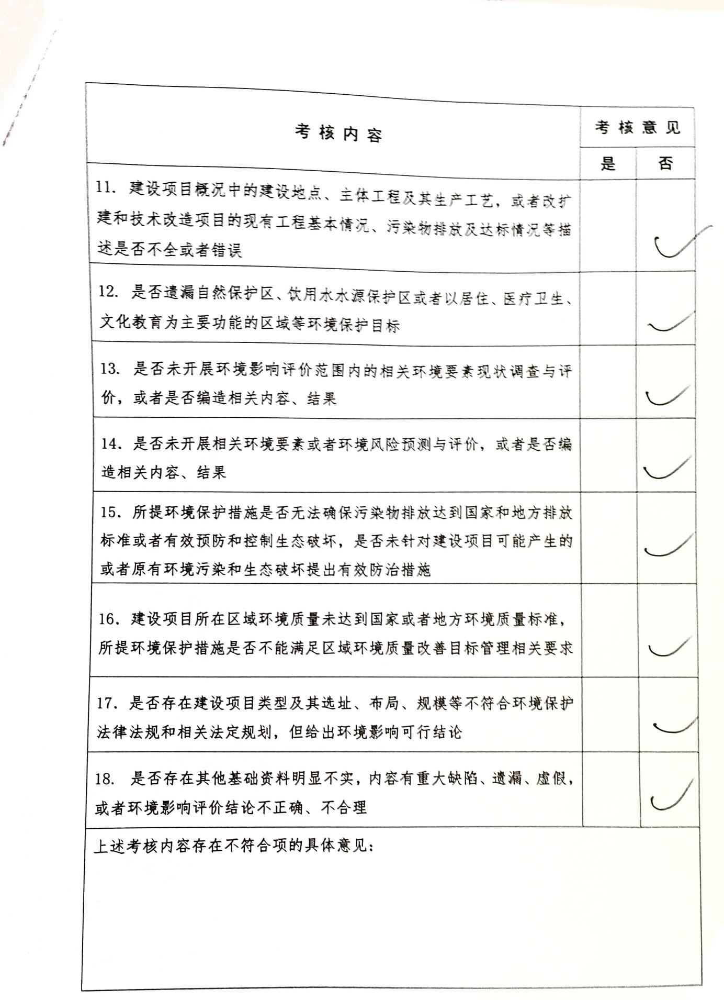 考核内容
考核意见
是
否
11. 建设项目概况中的建设地点、主体工程及其生产工艺，或者改扩
建和技术改造项目的现有工程基本情况、污染物排放及达标情况等描
述是否不全或者错误
✓
12. 是否遗漏自然保护区、饮用水水源保护区或者以居住、医疗卫生、
文化教育为主要功能的区域等环境保护目标
✓
13. 是否未开展环境影响评价范围内的相关环境要素现状调查与评
价，或者是否编造相关内容、结果
✓
14. 是否未开展相关环境要素或者环境风险预测与评价，或者是否编
造相关内容、结果
✓
15. 所提环境保护措施是否无法确保污染物排放达到国家和地方排放
标准或者有效预防和控制生态破坏，是否未针对建设项目可能产生的
或者原有环境污染和生态破坏提出有效防治措施
✓
16. 建设项目所在区域环境质量未达到国家或者地方环境质量标准，
所提环境保护措施是否不能满足区域环境质量改善目标管理相关要求
✓
17. 是否存在建设项目类型及其选址、布局、规模等不符合环境保护
法律法规和相关法定规划，但给出环境影响可行结论
✓
18. 是否存在其他基础资料明显不实，内容有重大缺陷、遗漏、虚假，
或者环境影响评价结论不正确、不合理
✓
上述考核内容存在不符合项的具体意见：